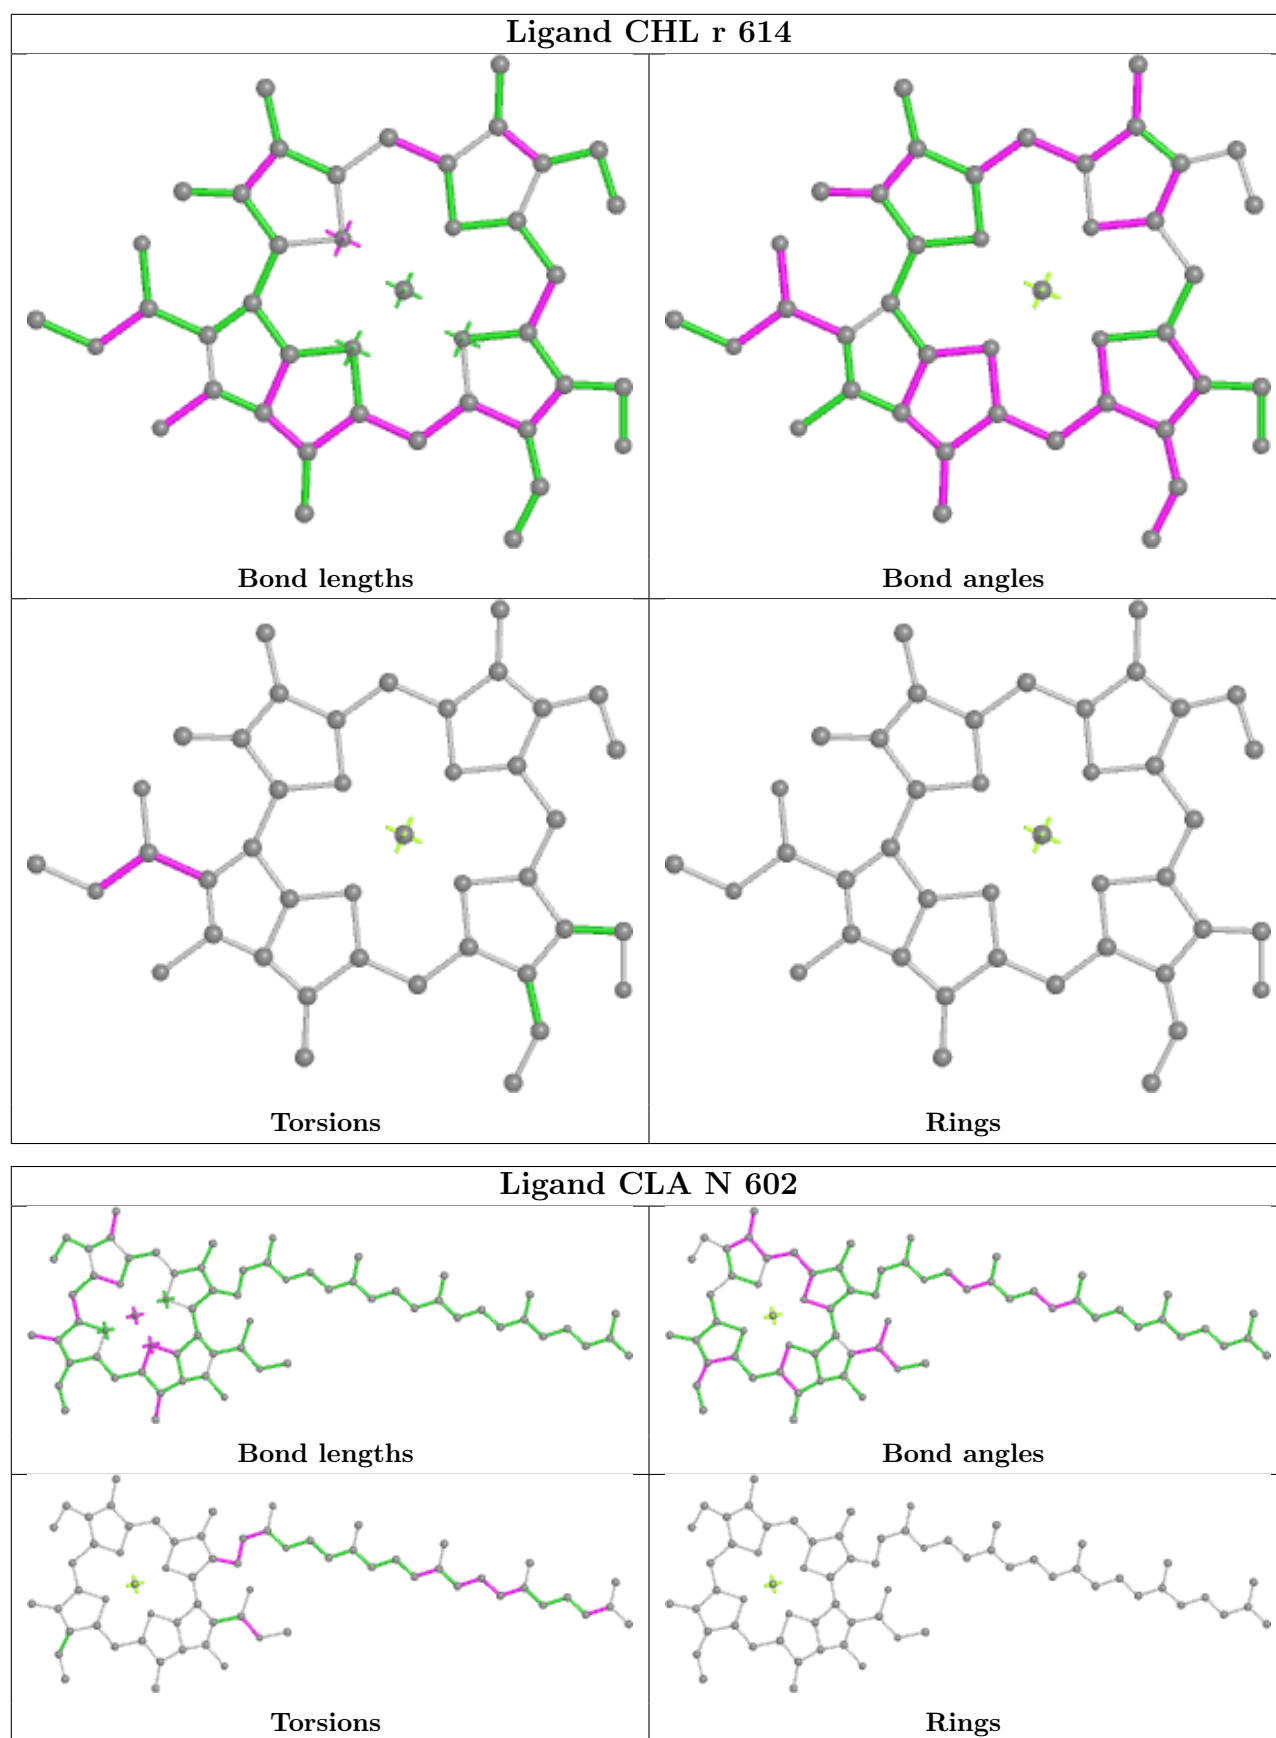 Ligand CHL r 614
Bond lengths
Bond angles
Torsions
Rings
Ligand CLA N 602
Bond lengths
Bond angles
Torsions
Rings